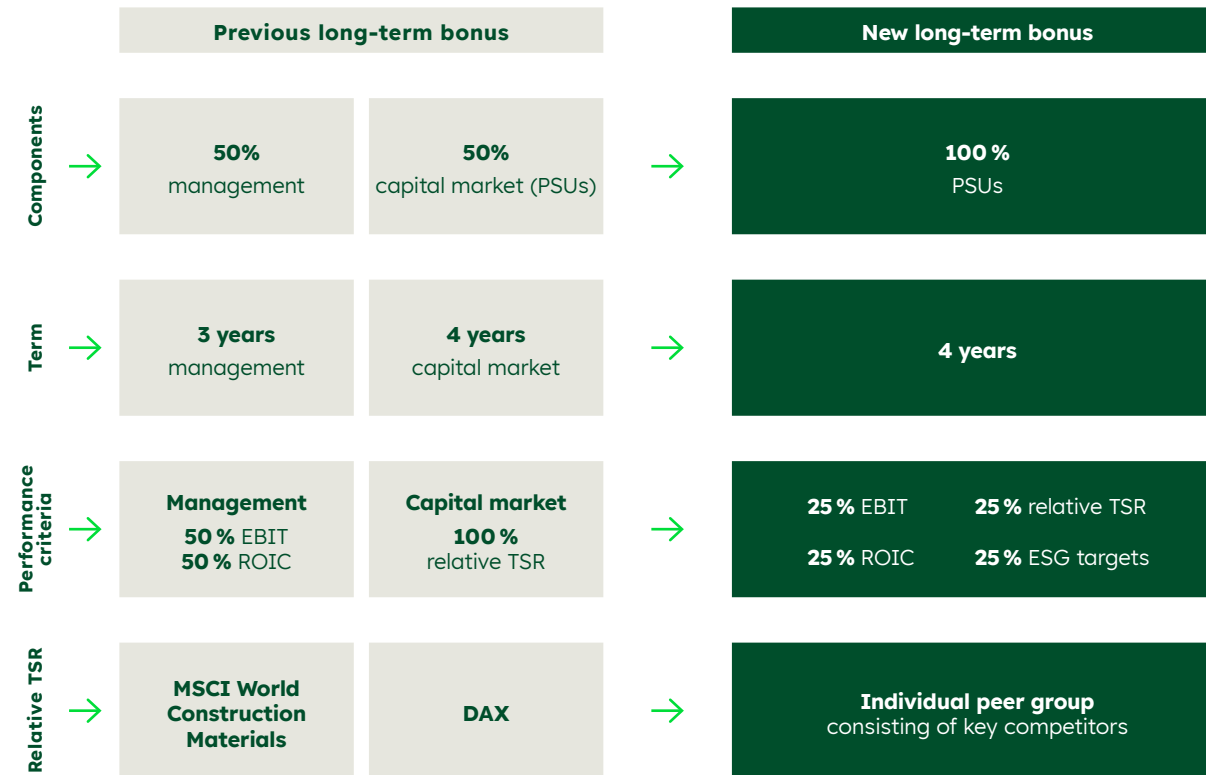 Previous long-term bonus
New long-term bonus
Components
50%
management
50%
capital market (PSUs)
100 %
PSUs
Term
3 years
management
4 years
capital market
4 years
Performance
criteria
Management
50 % EBIT
50 % ROIC
Capital market
100 %
relative TSR
25 % EBIT
25 % relative TSR
25 % ROIC
25 % ESG targets
Relative TSR
MSCI World
Construction
Materials
DAX
Individual peer group
consisting of key competitors